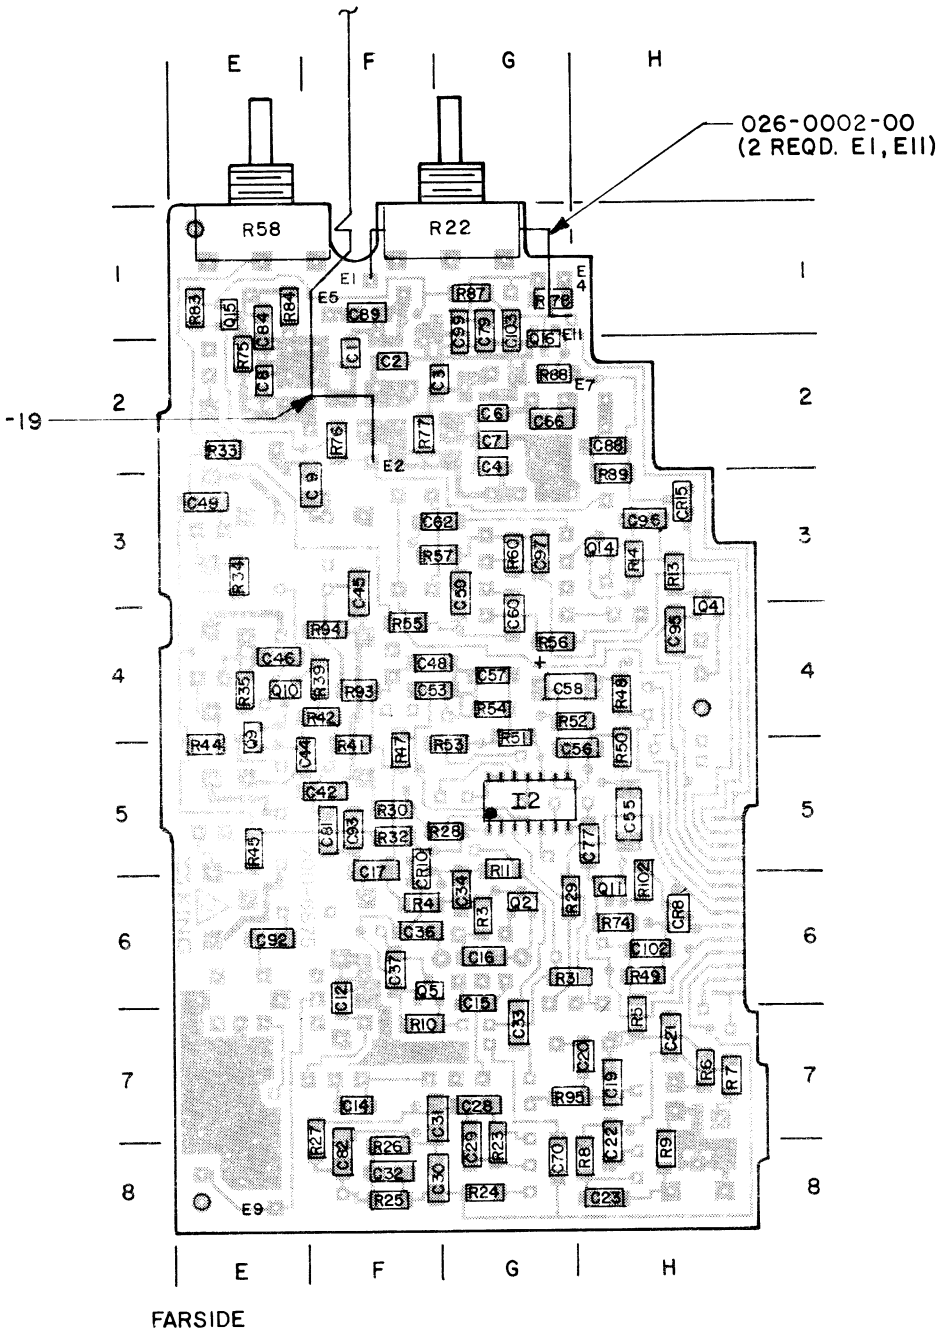 E F G H
026-0002-00
(2 REQD. E1, E11)
R58 R22
1 E1 E4 1
E5 R87 R78
R83 Q15 C84 R84 C89 C99 C79 C103 Q16 E11
R75 C1 C2
C3 R88 E7
2 2
C6 C66
-19
R76 R77 C7 C88
R33 E2 C4 R89
C9
C49 CR15
C62 C96
3 3
R57 R60 C97 Q14 R14 R13
R34 C45 C59 Q4
C60 C95
R94 R55 R56
C46 C48 +
4 4
R35 Q10 R39 R93 C53 C57 C58 R48
R42 R54 R52
R44 Q9 C44 R41 R47 R53 R51 C56 R50
C42 I2
5 5
C81 C93 R30 C55
R45 R32 R28 C77
C17 CR10 R11
C34 R29 Q11 R102
R4 R3 Q2 CR8
R74
6 6
C92 C36 C102
C37 C16
R31 R49
C12 Q5 C15
R10 C33 R5 C21
C20
7 7
R6 R7
C19
R95
C14 C31 C28
R27 C82 R26 C29 R23 C70 R8 C22 R9
C32 C30
8 8
R25 R24 C23
E9
E F G H
FARSIDE